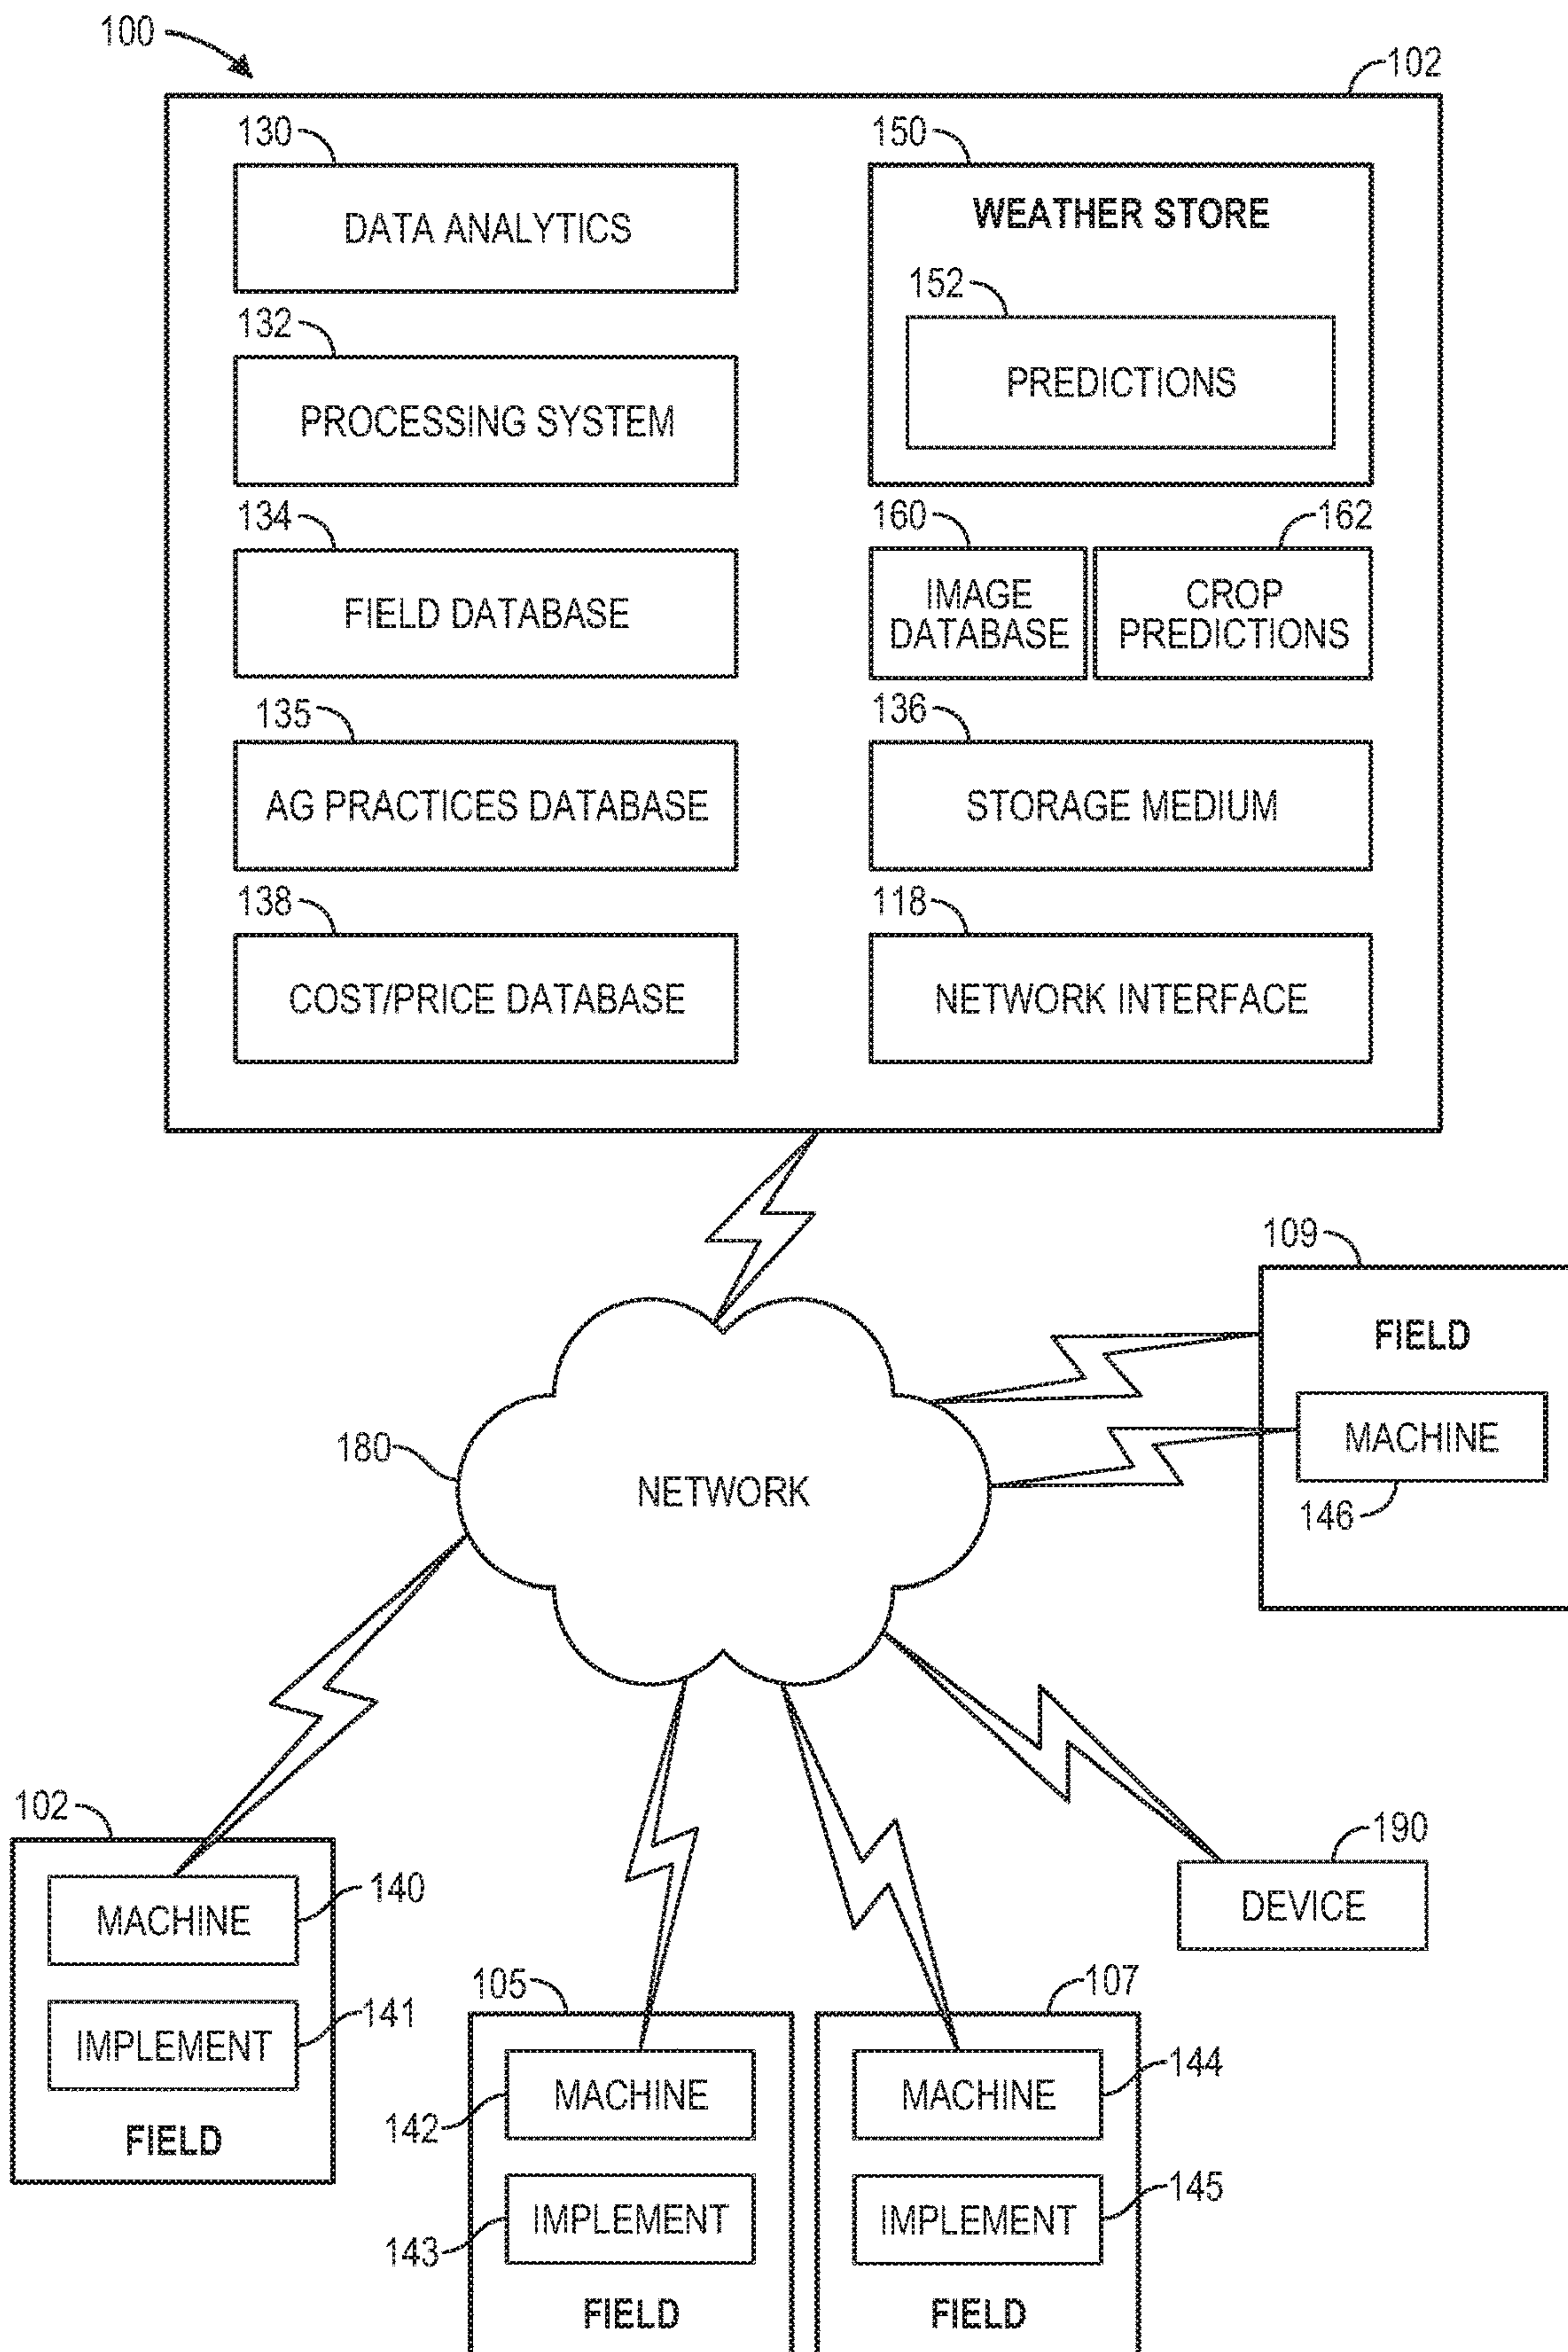 100
102
130
DATA ANALYTICS
150
WEATHER STORE
152
PREDICTIONS
132
PROCESSING SYSTEM
134
FIELD DATABASE
160
IMAGE
DATABASE
162
CROP
PREDICTIONS
135
AG PRACTICES DATABASE
136
STORAGE MEDIUM
138
COST/PRICE DATABASE
118
NETWORK INTERFACE
109
FIELD
MACHINE
146
180
NETWORK
102
MACHINE
140
IMPLEMENT
141
FIELD
190
DEVICE
105
MACHINE
142
IMPLEMENT
143
FIELD
107
MACHINE
144
IMPLEMENT
145
FIELD